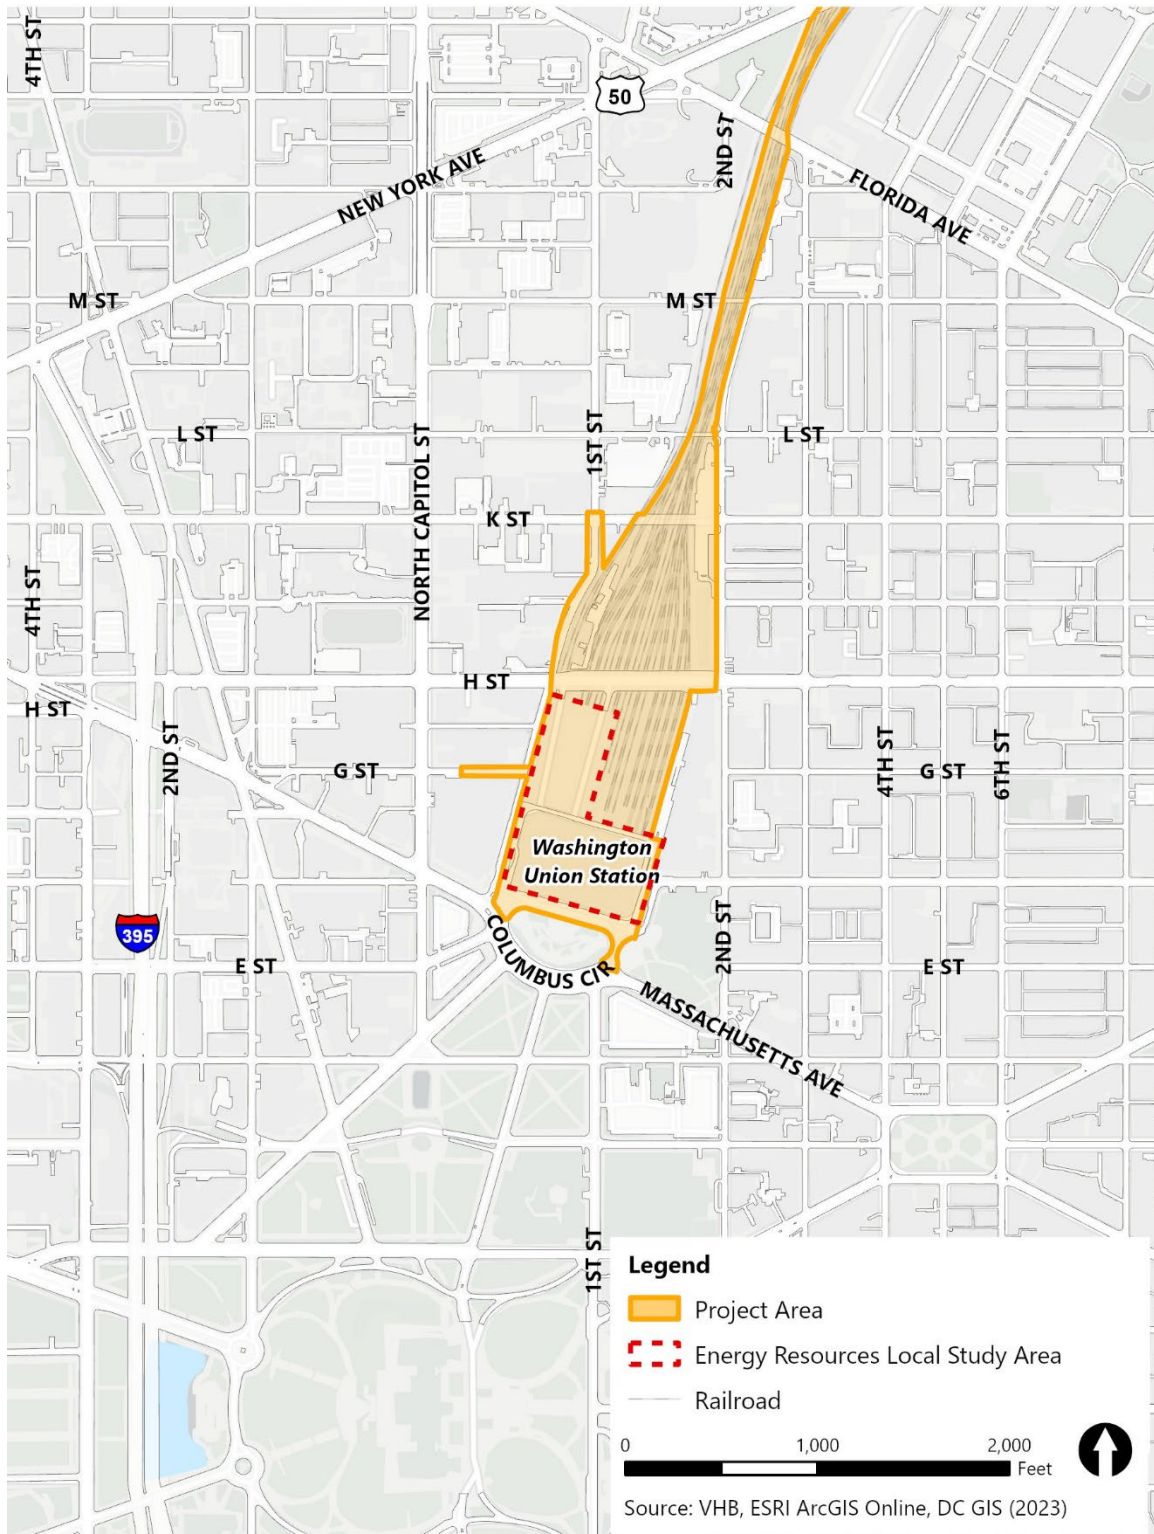 4TH ST
50
2ND ST
NEW YORK AVE
FLORIDA AVE
M ST
M ST
L ST
NORTH CAPITOL ST
1ST ST
L ST
K ST
4TH ST
H ST
H ST
2ND ST
G ST
4TH ST
G ST
6TH ST
Washington
Union Station
395
COLUMBUS CIR
2ND ST
E ST
E ST
MASSACHUSETTS AVE
1ST ST
Legend
Project Area
Energy Resources Local Study Area
Railroad
0 1,000 2,000
Feet
Source: VHB, ESRI ArcGIS Online, DC GIS (2023)